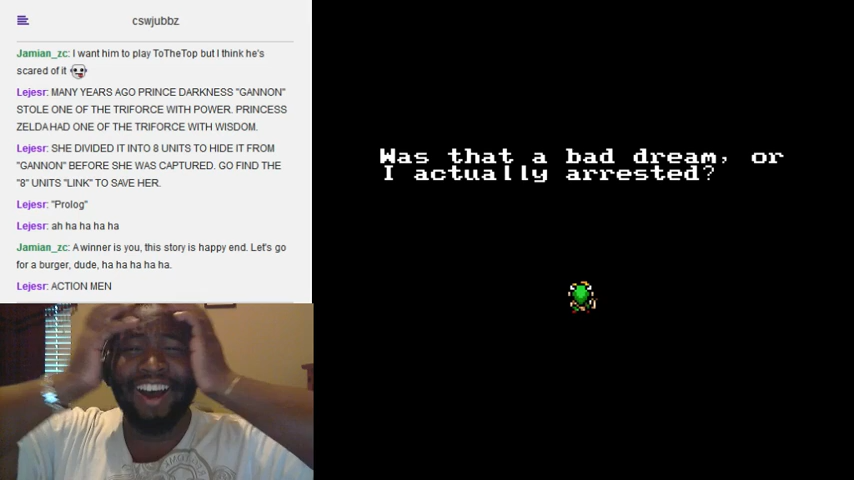 cswjubbz
Jamian_zc: I want him to play ToTheTop but I think he's
scared of it
Lejesr: MANY YEARS AGO PRINCE DARKNESS "GANNON"
STOLE ONE OF THE TRIFORCE WITH POWER. PRINCESS
ZELDA HAD ONE OF THE TRIFORCE WITH WISDOM.
Lejesr: SHE DIVIDED IT INTO 8 UNITS TO HIDE IT FROM
"GANNON" BEFORE SHE WAS CAPTURED. GO FIND THE
"8" UNITS "LINK" TO SAVE HER.
Lejesr: "Prolog"
Lejesr: ah ha ha ha ha
Jamian_zc: A winner is you, this story is happy end. Let's go
for a burger, dude, ha ha ha ha ha.
Lejesr: ACTION MEN
Was that a bad dream, or
I actually arrested?